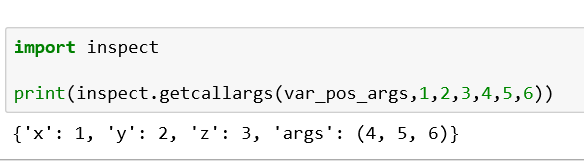 import inspect
print(inspect.getcallargs(var_pos_args,1,2,3,4,5,6))
{'x': 1, 'y': 2, 'z': 3, 'args': (4, 5, 6)}